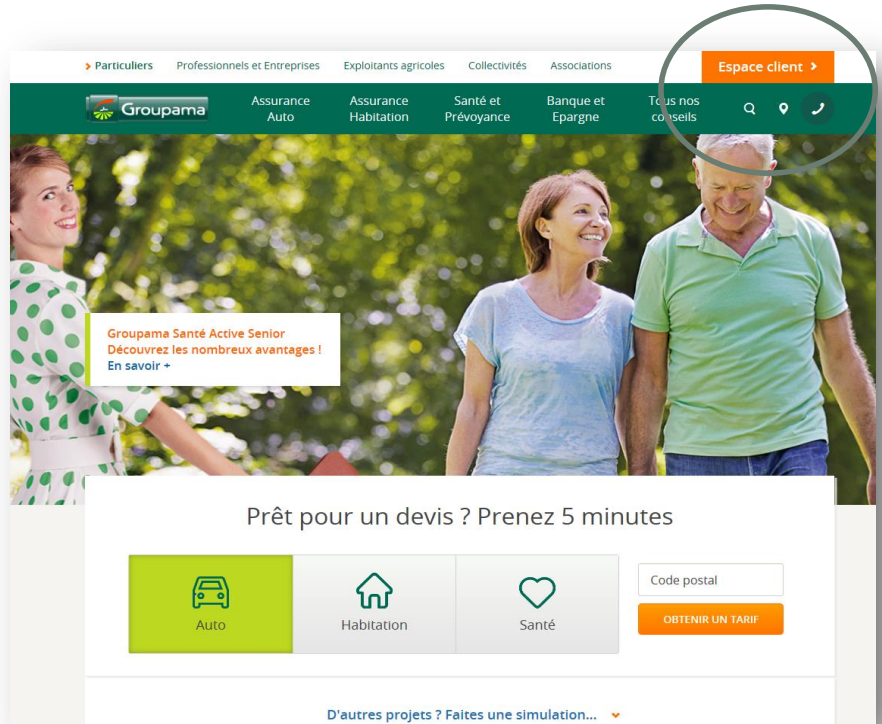 Particuliers Professionnels et Entreprises Exploitants agricoles Collectivités Associations Espace client
Groupama
Assurance Auto
Assurance Habitation
Santé et Prévoyance
Banque et Epargne
Tous nos conseils
Groupama Santé Active Senior
Découvrez les nombreux avantages !
En savoir +
Prêt pour un devis ? Prenez 5 minutes
Auto
Habitation
Santé
Code postal
OBTENIR UN TARIF
D'autres projets ? Faites une simulation...